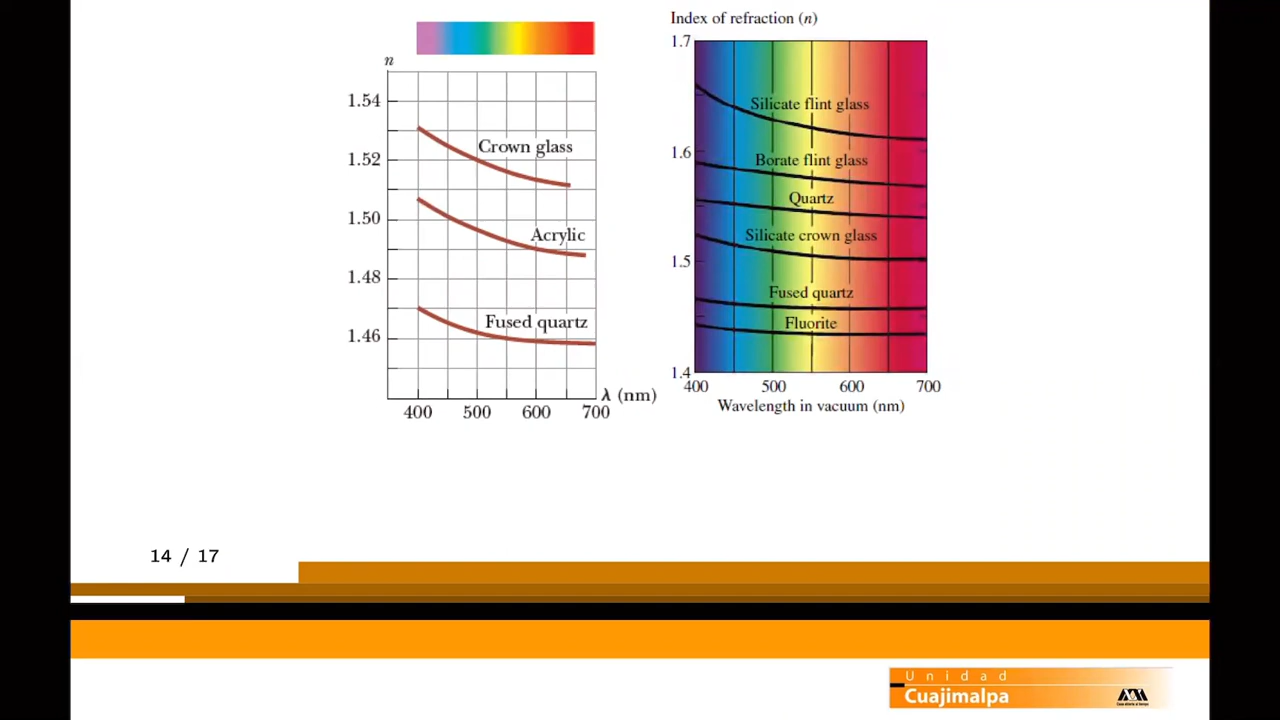 n
1.54
1.52
1.50
1.48
1.46
Crown glass
Acrylic
Fused quartz
λ (nm)
400 500 600 700
Index of refraction (n)
1.7
1.6
1.5
1.4
Silicate flint glass
Borate flint glass
Quartz
Silicate crown glass
Fused quartz
Fluorite
400 500 600 700
Wavelength in vacuum (nm)
14 / 17
Unidad
Cuajimalpa